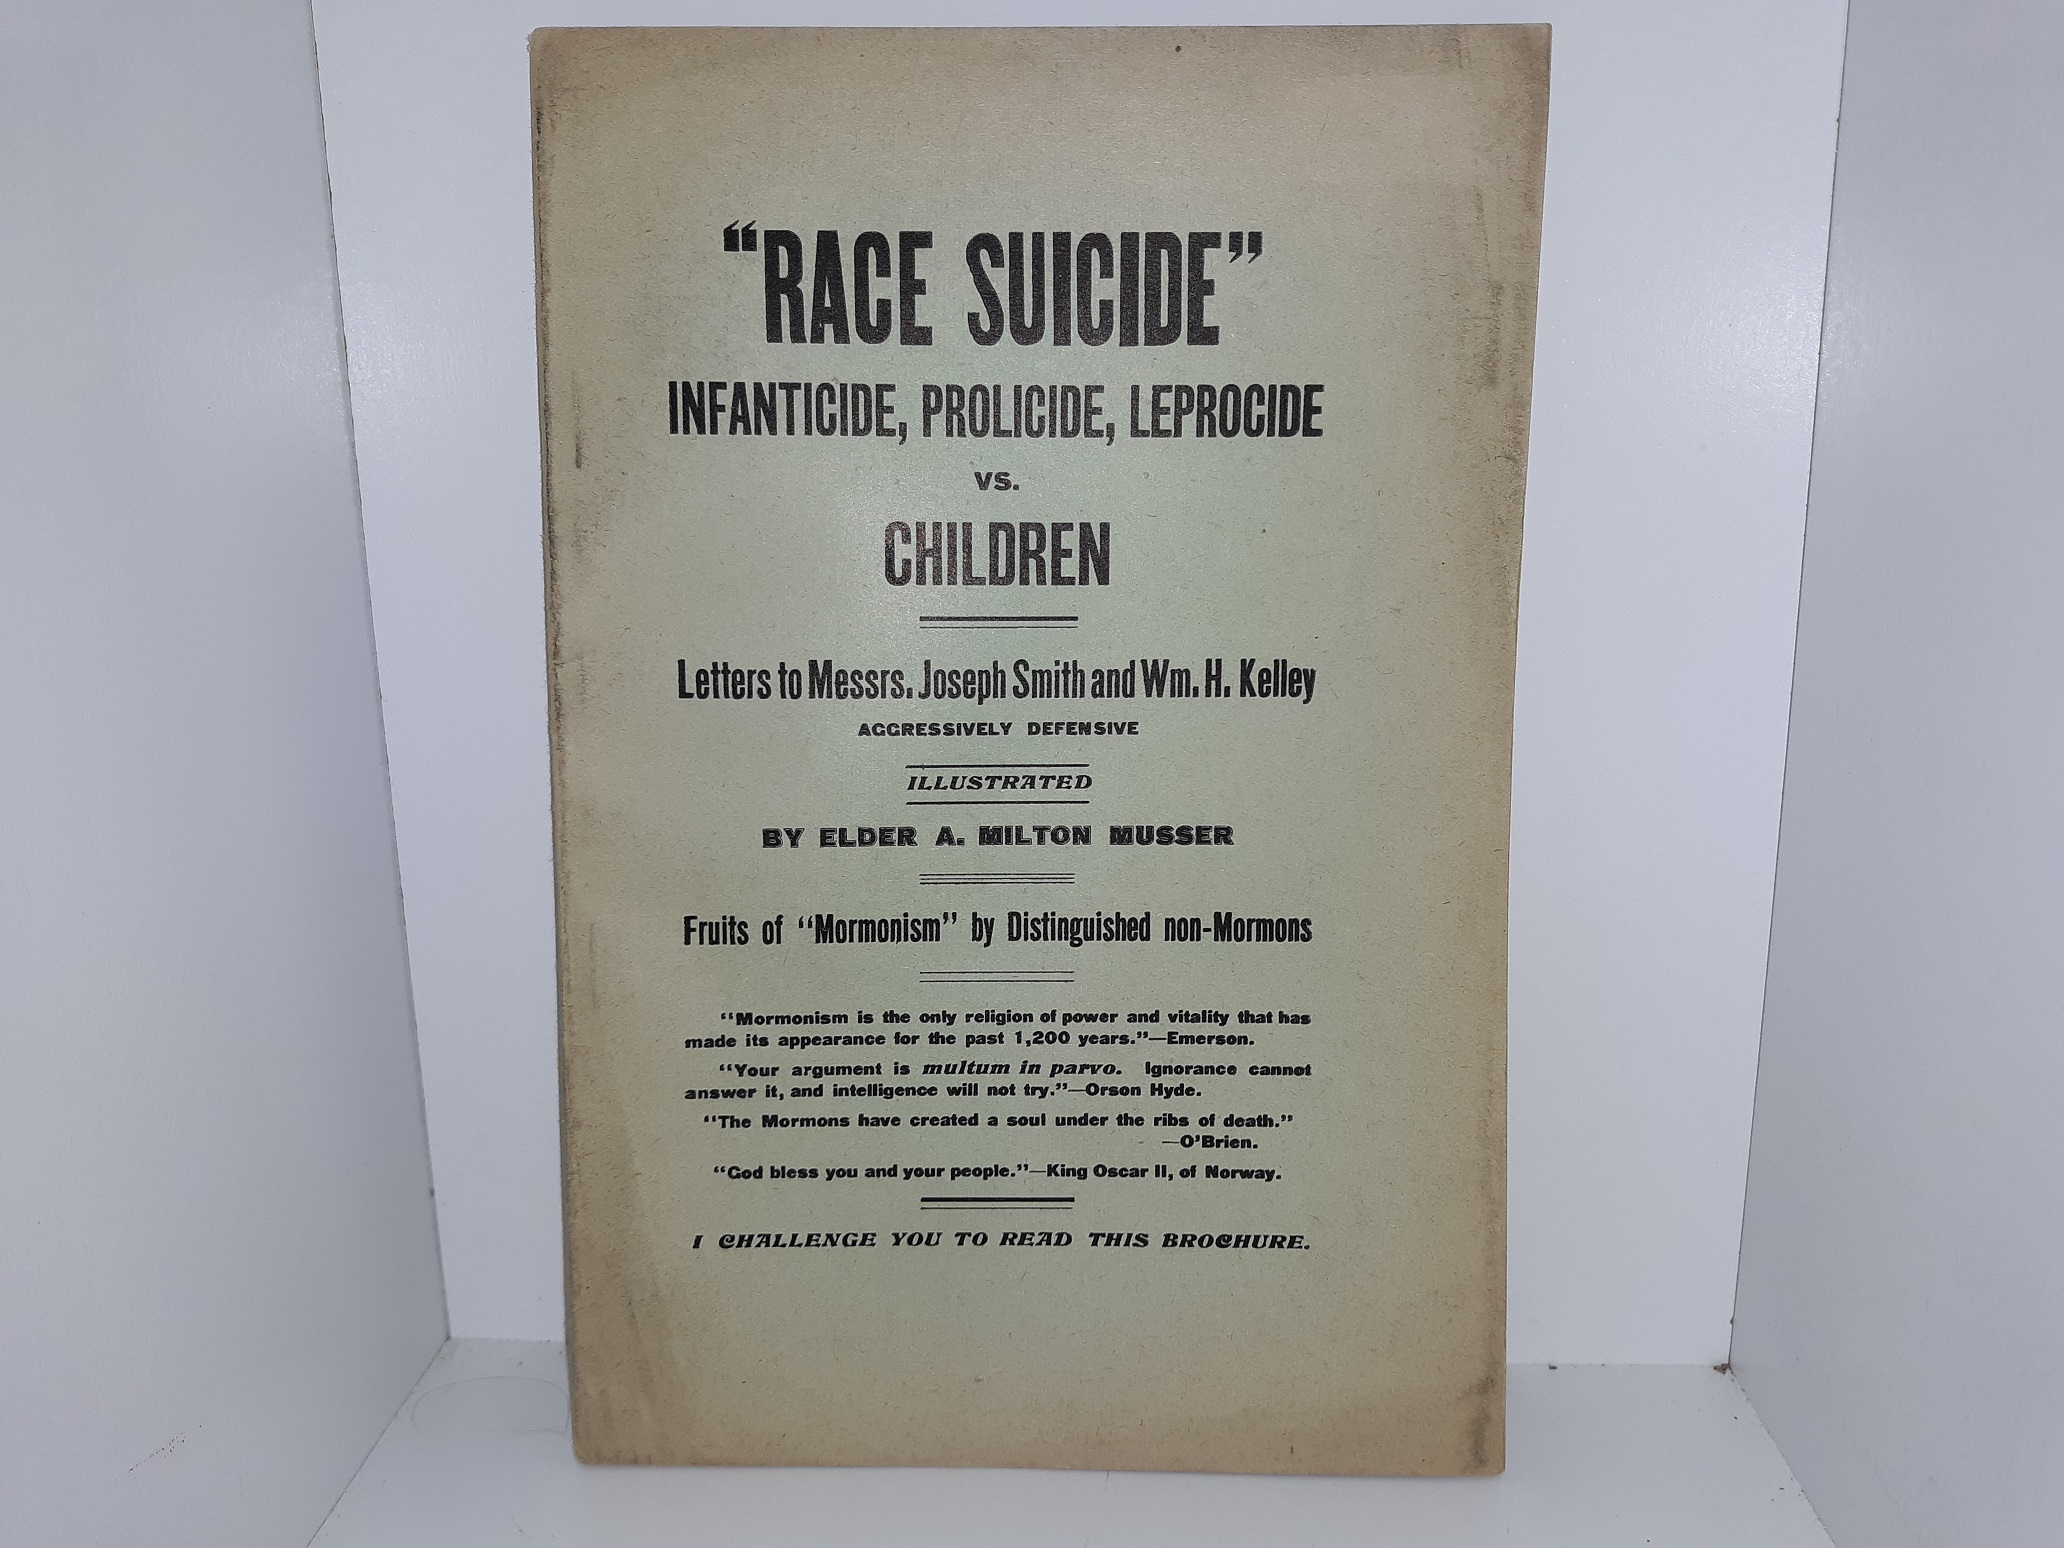 “RACE SUICIDE”
INFANTICIDE, PROLICIDE, LEPROCIDE
VS.
CHILDREN
Letters to Messrs. Joseph Smith and Wm. H. Kelley
AGGRESSIVELY DEFENSIVE
ILLUSTRATED
BY ELDER A. MILTON MUSSER
Fruits of “Mormonism” by Distinguished non-Mormons
“Mormonism is the only religion of power and vitality that has
made its appearance for the past 1,200 years.”—Emerson.
“Your argument is multum in parvo. Ignorance cannot
answer it, and intelligence will not try.”—Orson Hyde.
“The Mormons have created a soul under the ribs of death.”
—O’Brien.
“God bless you and your people.”—King Oscar II, of Norway.
I CHALLENGE YOU TO READ THIS BROCHURE.